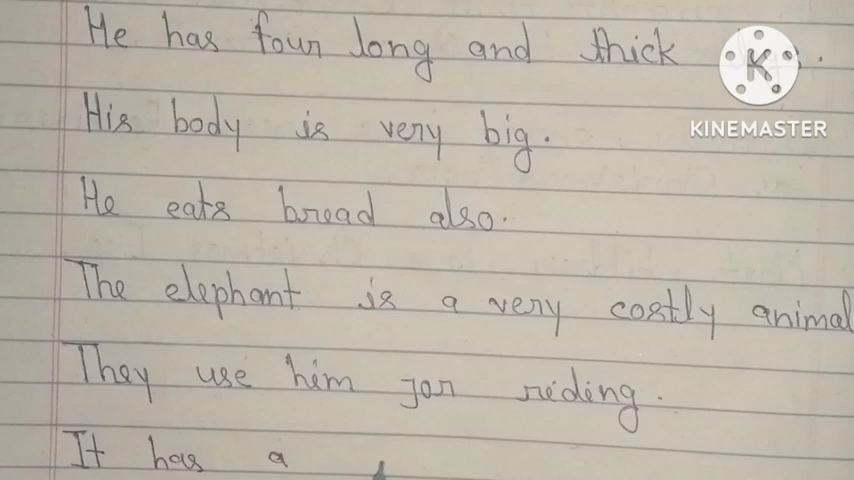 He has four long and thick
His body is very big.
He eats bread also.
The elephant is a very costly animal
They use him for riding.
It has a
KINEMASTER